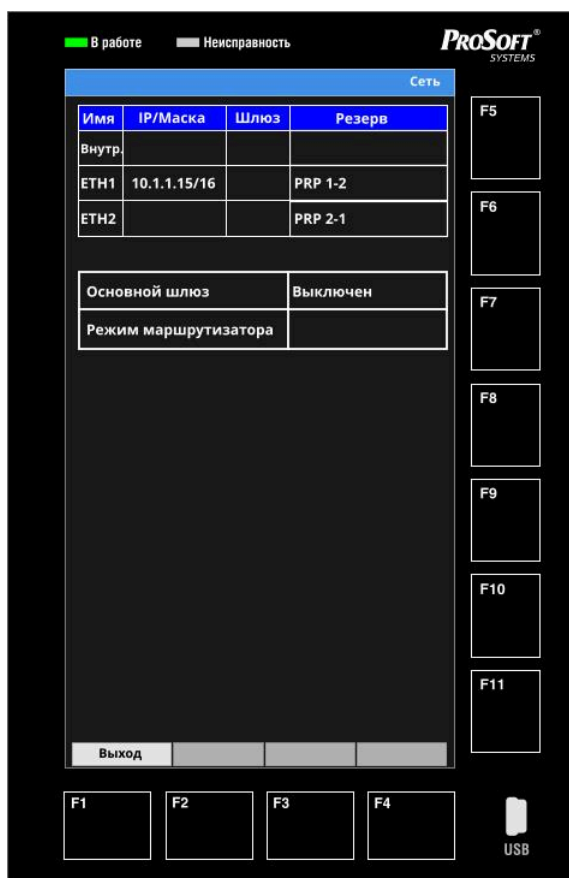 В работе Неисправность PROSOFT®
SYSTEMS
Сеть
Имя IP/Маска Шлюз Резерв
Внутр.
ETH1 10.1.1.15/16 PRP 1-2
ETH2 PRP 2-1
Основной шлюз Выключен
Режим маршрутизатора
F5
F6
F7
F8
F9
F10
F11
Выход
F1 F2 F3 F4
USB